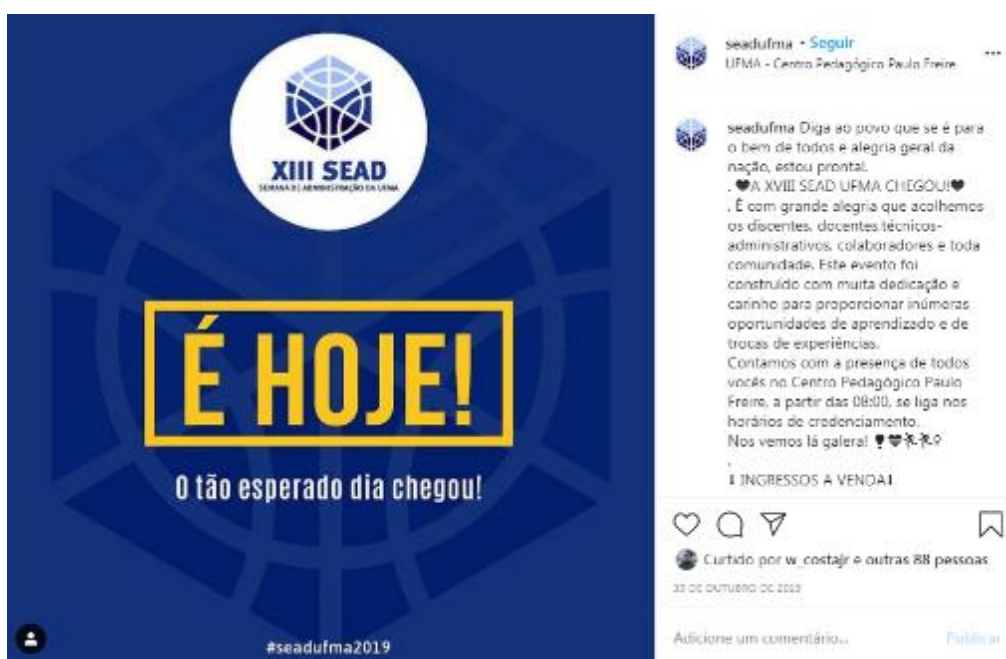 XIII SEAD
SEMANA DE ADMINISTRAÇÃO DA UFMA
É HOJE!
O tão esperado dia chegou!
#seadufma2019
seadufma • Seguir
UFMA - Centro Pedagógico Paulo Freire
seadufma Diga ao povo que se é para
o bem de todos e alegria geral da
nação, estou pronta!.
. 🖤A XVIII SEAD UFMA CHEGOU!🖤
. É com grande alegria que acolhemos
os discentes, docentes,técnicos-
administrativos, colaboradores e toda
comunidade. Este evento foi
construído com muita dedicação e
carinho para proporcionar inúmeras
oportunidades de aprendizado e de
trocas de experiências.
Contamos com a presença de todos
vocês no Centro Pedagógico Paulo
Freire, a partir das 08:00, se liga nos
horários de credenciamento.
Nos vemos lá galera!
.
INGRESSOS A VENDA
Curtido por w_costajr e outras 88 pessoas
DE OUTUBRO DE
Adicione um comentário...
Publicar